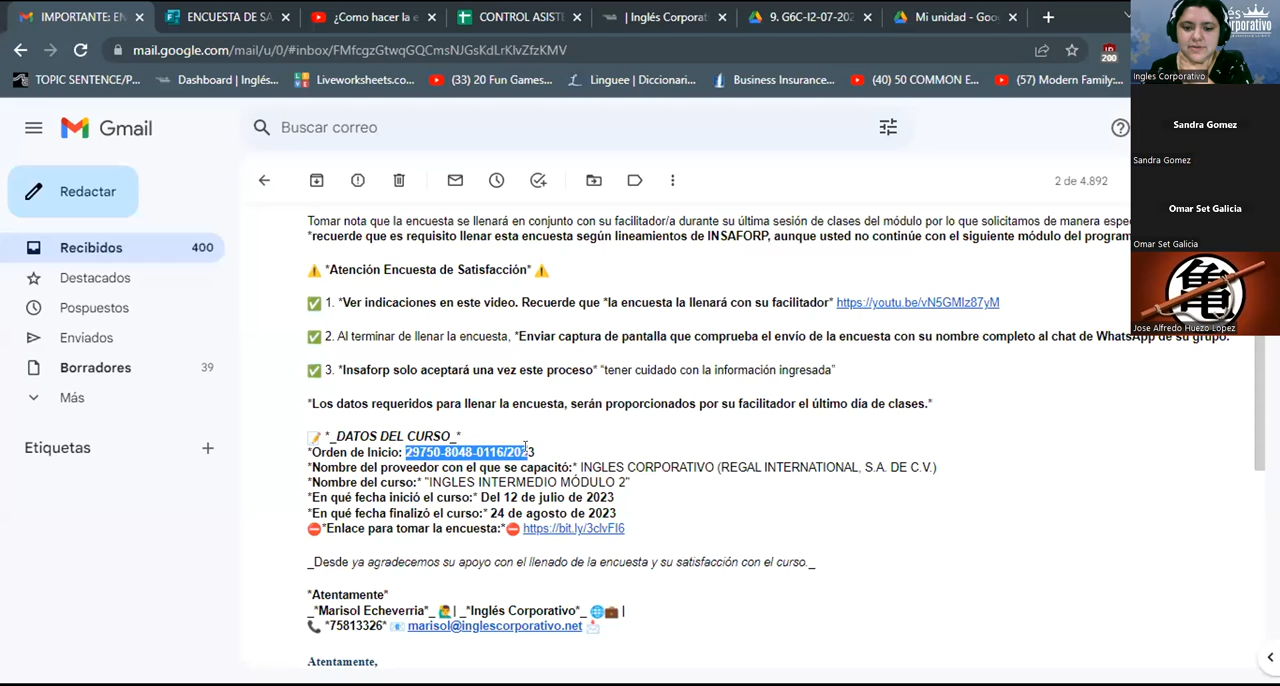 IMPORTANTE: EN
ENCUESTA DE SA
¿Como hacer la e
CONTROL ASIST
| Inglés Corporat
9. G6C-I2-07-202
Mi unidad - Goo
mail.google.com/mail/u/0/#inbox/FMfcgzGtwqGQCmsNJGsKdLrKlvZfzKMV
200
TOPIC SENTENCE/P...
Dashboard | Inglés...
Liveworksheets.co...
(33) 20 Fun Games...
Linguee | Diccionari...
Business Insurance...
(40) 50 COMMON E...
(57) Modern Family:...
Ingles Corporativo
Sandra Gomez
Sandra Gomez
Omar Set Galicia
Omar Set Galicia
Jose Alfredo Huezo Lopez
Gmail
Buscar correo
Redactar
2 de 4.892
Recibidos 400
Destacados
Pospuestos
Enviados
Borradores 39
Más
Etiquetas
Tomar nota que la encuesta se llenará en conjunto con su facilitador/a durante su última sesión de clases del módulo por lo que solicitamos de manera espe
*recuerde que es requisito llenar esta encuesta según lineamientos de INSAFORP, aunque usted no continúe con el siguiente módulo del program
⚠️ *Atención Encuesta de Satisfacción* ⚠️
✅ 1. *Ver indicaciones en este video. Recuerde que *la encuesta la llenará con su facilitador* https://youtu.be/vN5GMlz87yM
✅ 2. Al terminar de llenar la encuesta, *Enviar captura de pantalla que comprueba el envío de la encuesta con su nombre completo al chat de WhatsApp de su grupo.*
✅ 3. *Insaforp solo aceptará una vez este proceso* “tener cuidado con la información ingresada”
*Los datos requeridos para llenar la encuesta, serán proporcionados por su facilitador el último día de clases.*
📝 *_DATOS DEL CURSO_*
*Orden de Inicio: 29750-8048-0116/2023
*Nombre del proveedor con el que se capacitó:* INGLES CORPORATIVO (REGAL INTERNATIONAL, S.A. DE C.V.)
*Nombre del curso:* "INGLES INTERMEDIO MÓDULO 2"
*En qué fecha inició el curso:* Del 12 de julio de 2023
*En qué fecha finalizó el curso:* 24 de agosto de 2023
⛔*Enlace para tomar la encuesta:*⛔ https://bit.ly/3clvFI6
_Desde ya agradecemos su apoyo con el llenado de la encuesta y su satisfacción con el curso._
*Atentamente*
_*Marisol Echeverria*_ 🙋‍♂️| _*Inglés Corporativo*_ 🌐💼 |
📞 *75813326* 📧 marisol@inglescorporativo.net 📩
Atentamente,